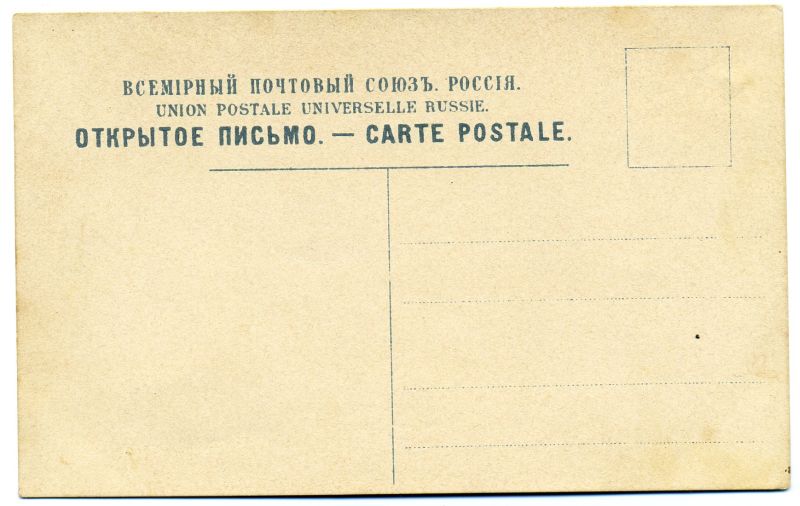 ВСЕМІРНЫЙ ПОЧТОВЫЙ СОЮЗЪ. РОССІЯ.
UNION POSTALE UNIVERSELLE RUSSIE.
ОТКРЫТОЕ ПИСЬМО. — CARTE POSTALE.